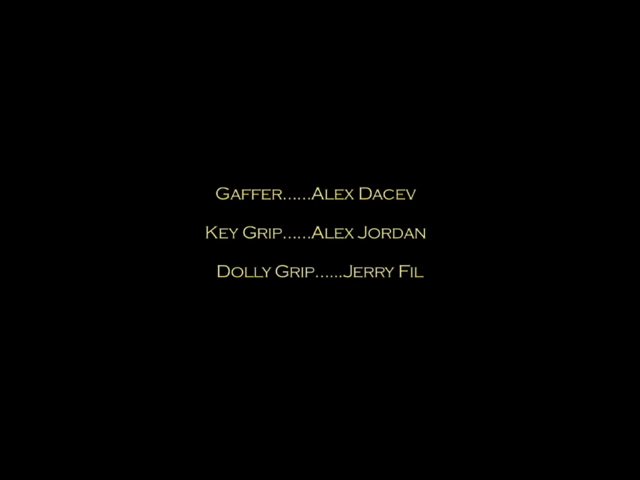 Gaffer......Alex Dacev
Key Grip......Alex Jordan
Dolly Grip......Jerry Fil